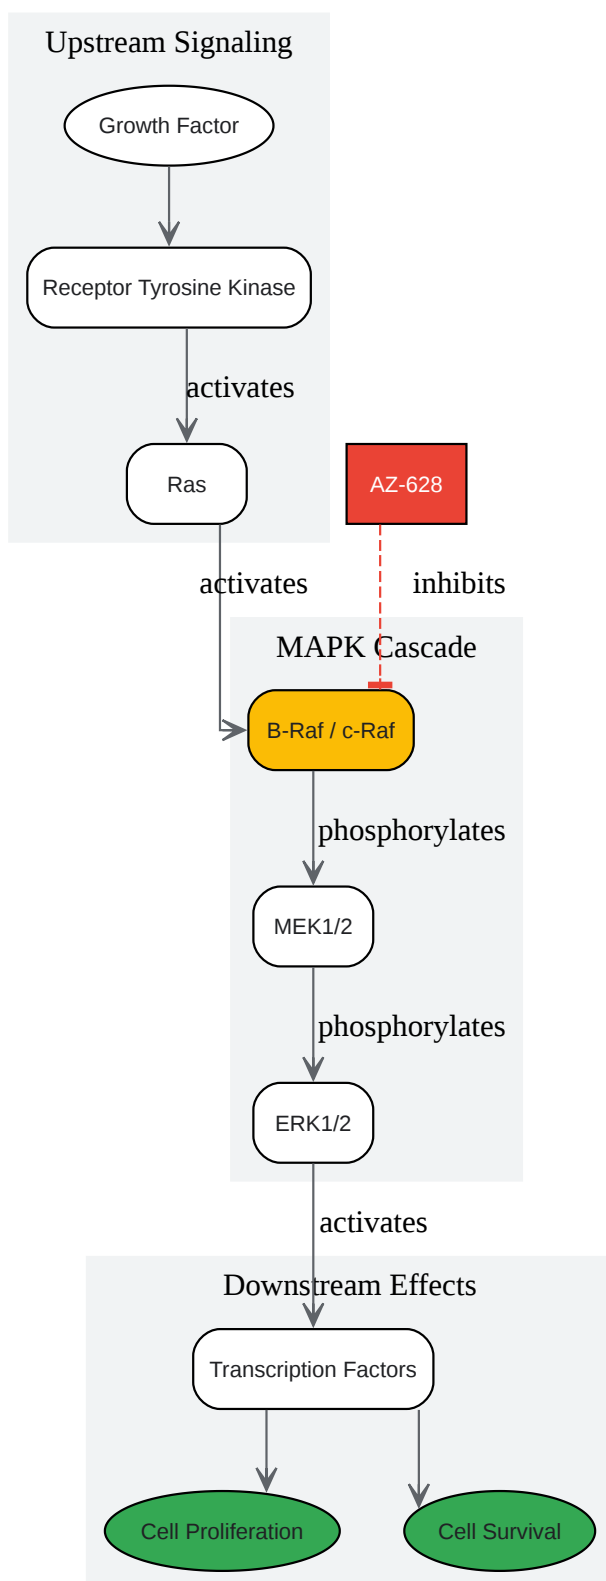 Upstream Signaling
Growth Factor
Receptor Tyrosine Kinase
activates
Ras
AZ-628
activates
inhibits
MAPK Cascade
B-Raf / c-Raf
phosphorylates
MEK1/2
phosphorylates
ERK1/2
activates
Downstream Effects
Transcription Factors
Cell Proliferation
Cell Survival